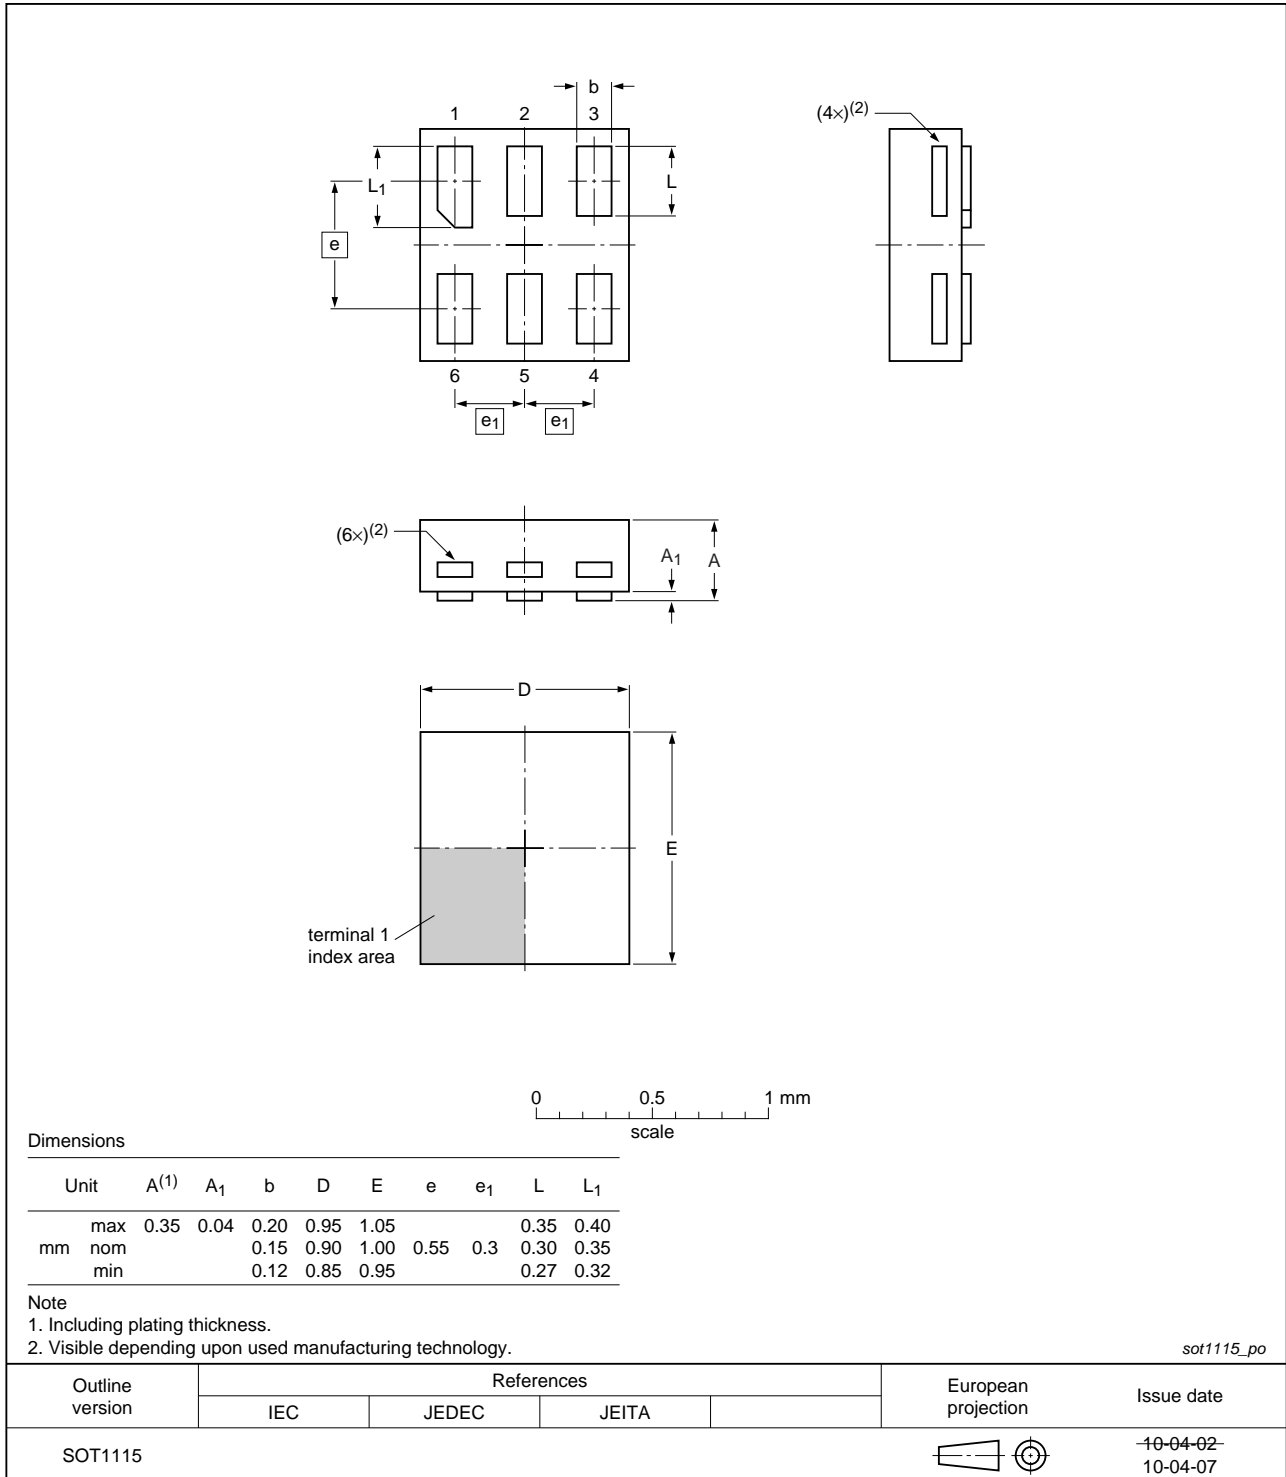 b
1 2 3
(4×)(2)
L1
L
e
6 5 4
e1 e1
(6×)(2)
A1 A
D
E
terminal 1
index area
0 0.5 1 mm
scale
Dimensions
Unit A(1) A1 b D E e e1 L L1
max 0.35 0.04 0.20 0.95 1.05 0.35 0.40
mm nom 0.15 0.90 1.00 0.55 0.3 0.30 0.35
min 0.12 0.85 0.95 0.27 0.32
Note
1. Including plating thickness.
2. Visible depending upon used manufacturing technology.
sot1115_po
Outline
version
References
IEC JEDEC JEITA
European
projection
Issue date
SOT1115
10-04-02
10-04-07